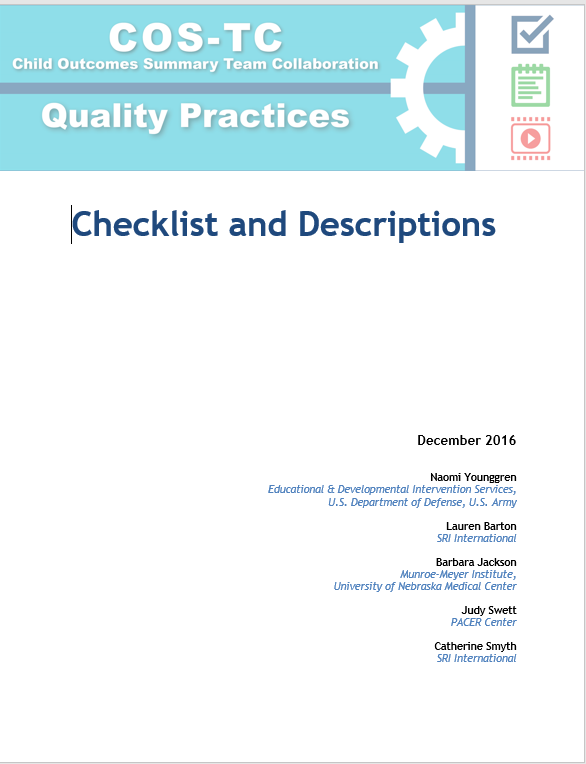 COS-TC
Child Outcomes Summary Team Collaboration
Quality Practices
Checklist and Descriptions
December 2016
Naomi Younggren
Educational & Developmental Intervention Services,
U.S. Department of Defense, U.S. Army
Lauren Barton
SRI International
Barbara Jackson
Munroe-Meyer Institute,
University of Nebraska Medical Center
Judy Swett
PACER Center
Catherine Smyth
SRI International